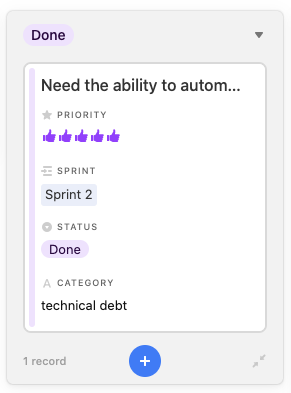 Done
Need the ability to autom...
PRIORITY
SPRINT
Sprint 2
STATUS
Done
CATEGORY
technical debt
1 record